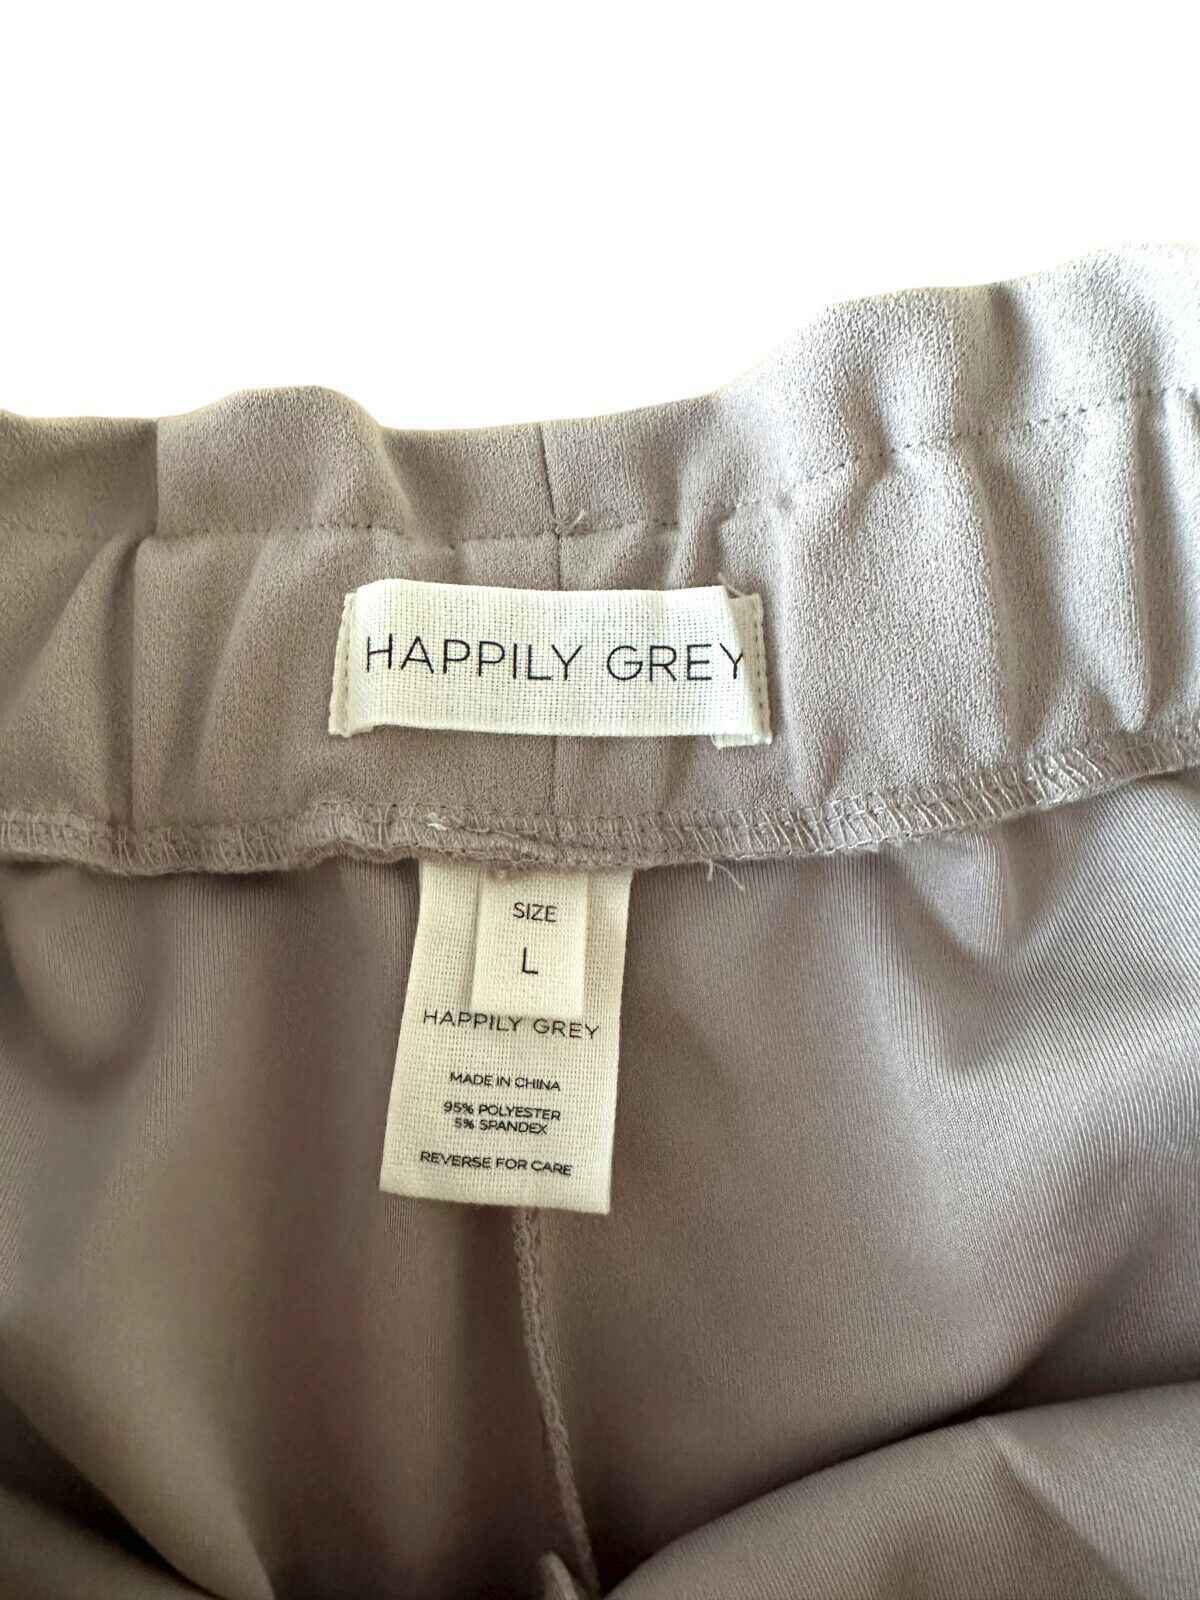 HAPPILY GREY
SIZE
L
HAPPILY GREY
MADE IN CHINA
95% POLYESTER
5% SPANDEX
REVERSE FOR CARE